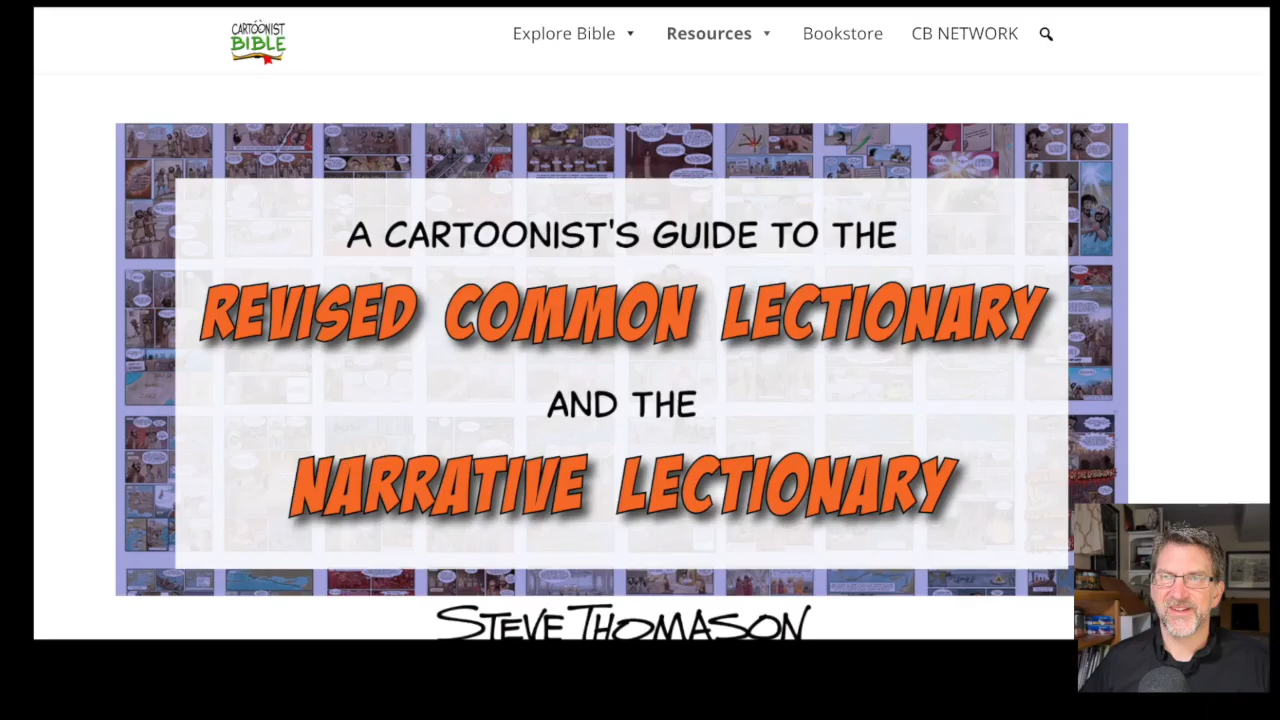 CARTOONIST
BIBLE
Explore Bible
Resources
Bookstore
CB NETWORK
A CARTOONIST'S GUIDE TO THE
REVISED COMMON LECTIONARY
AND THE
NARRATIVE LECTIONARY
STEVE THOMASON